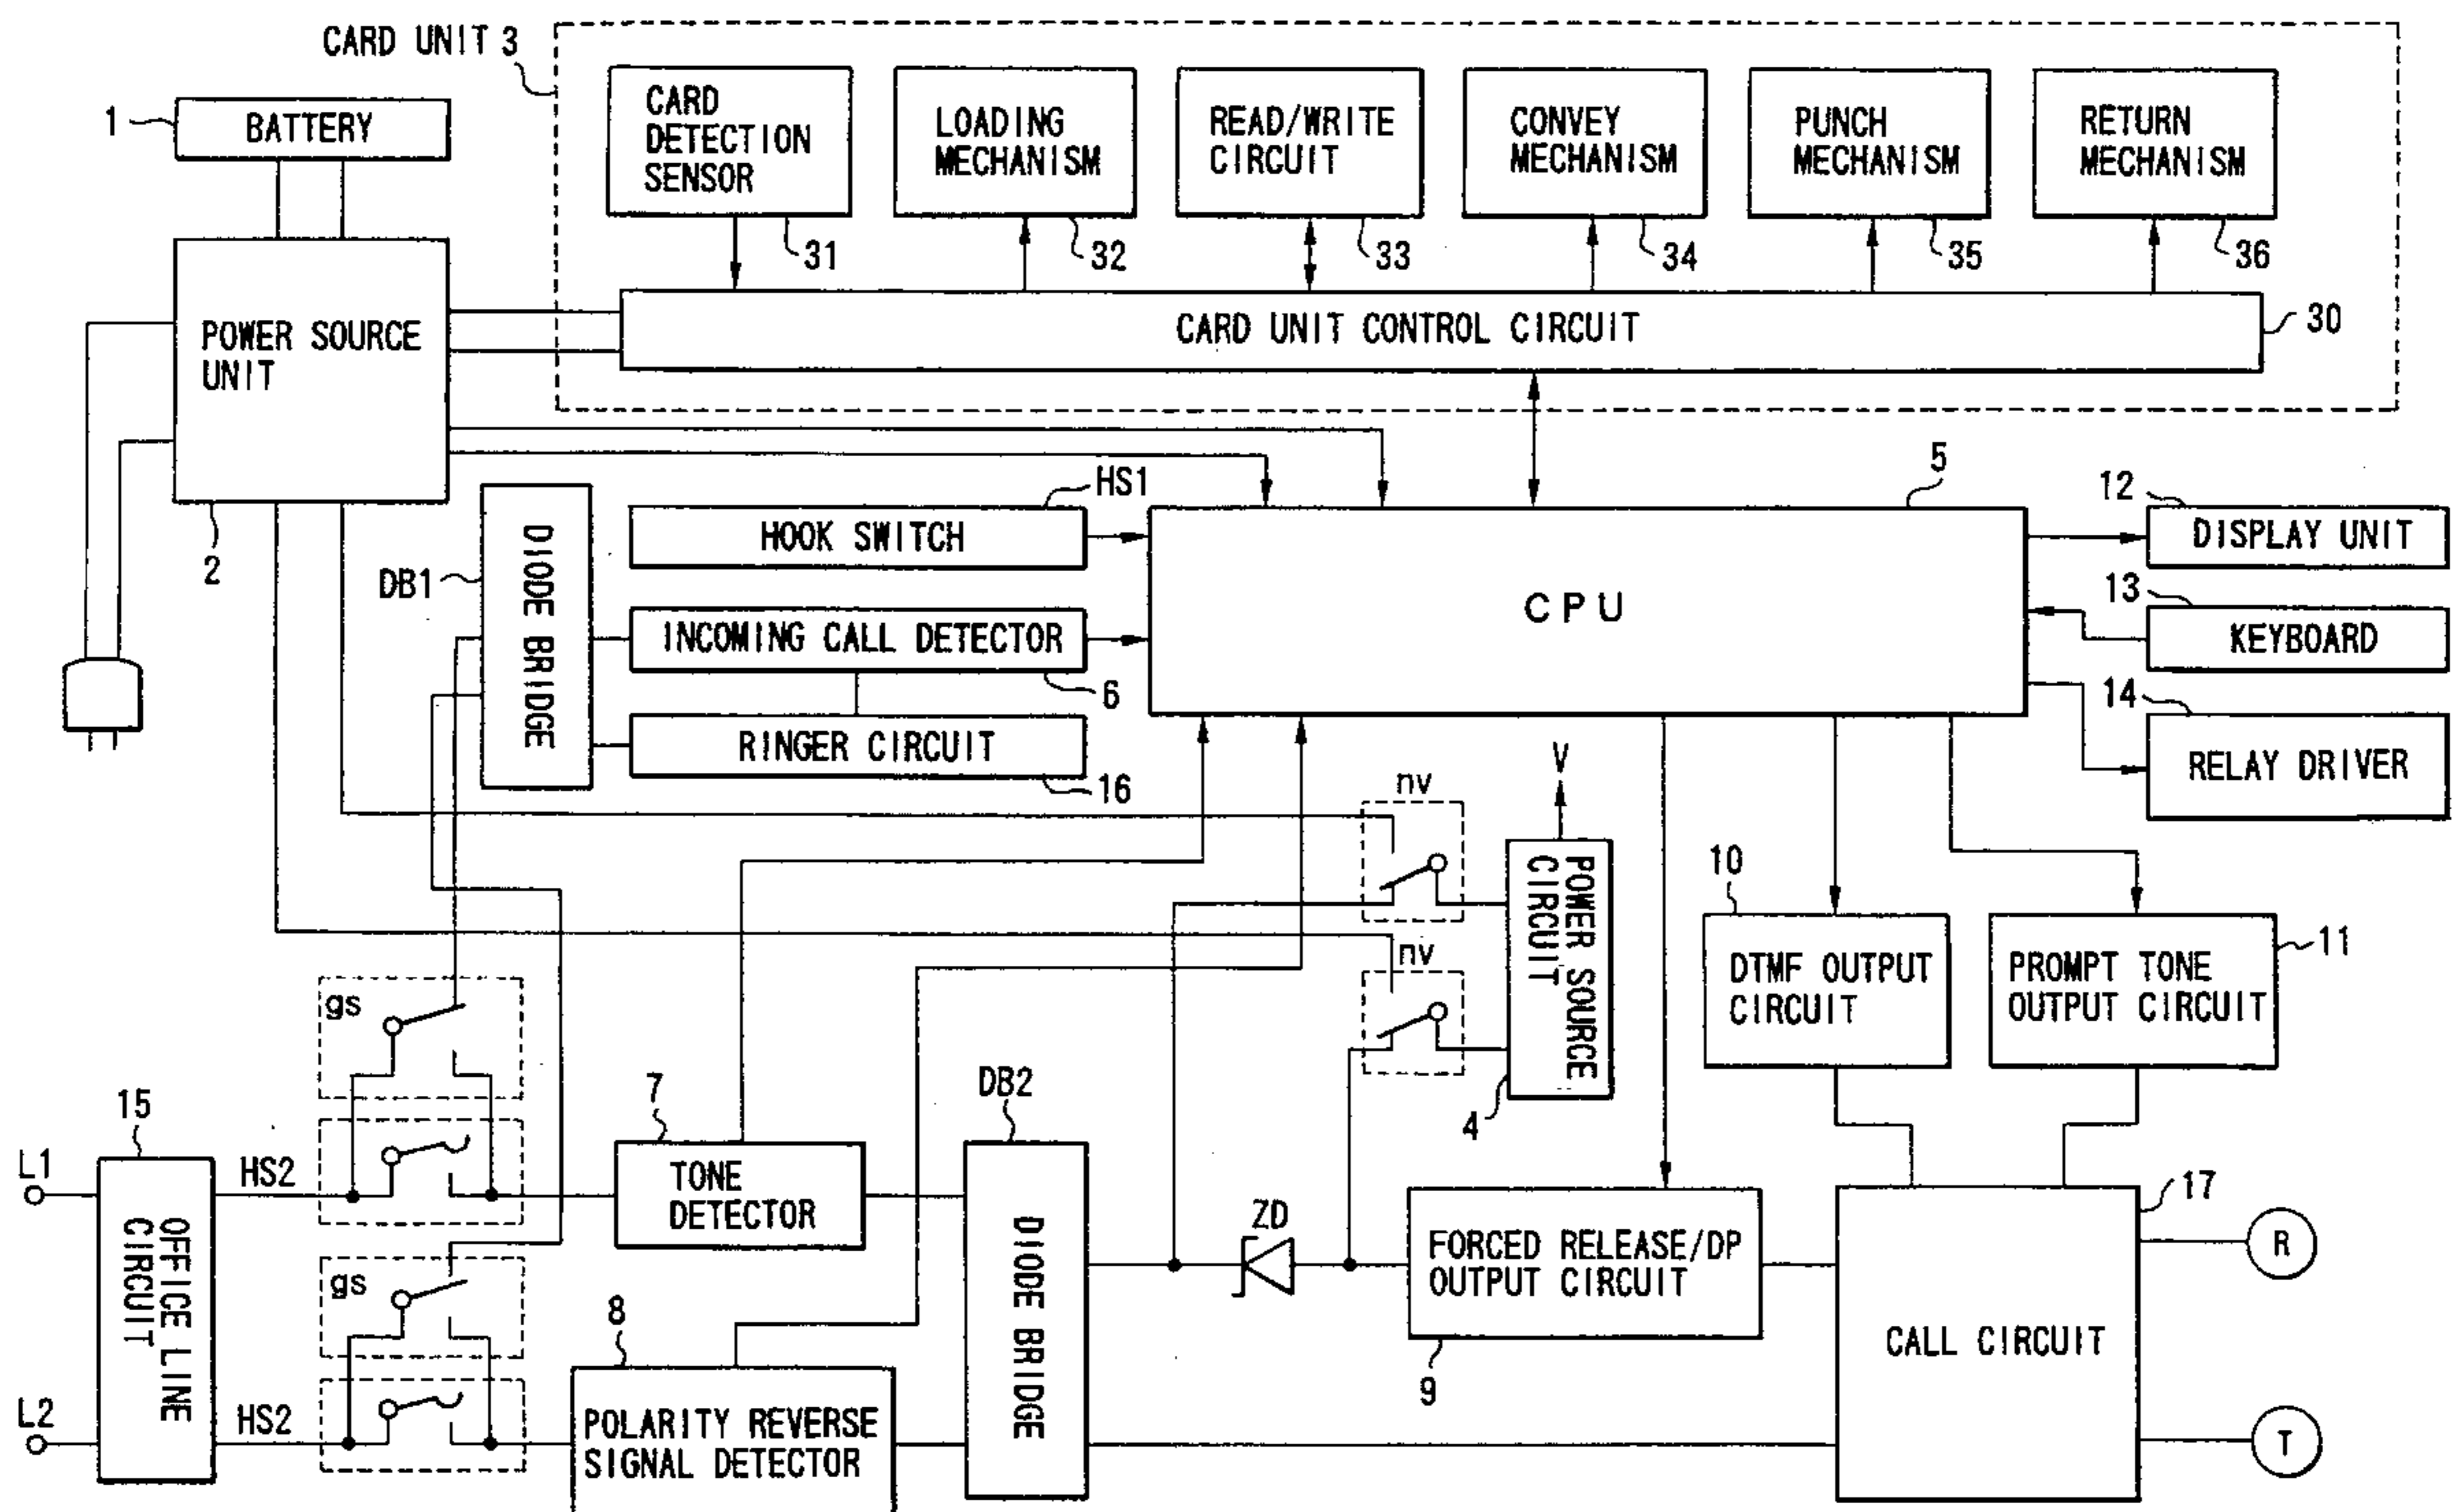 CARD UNIT 3
1
BATTERY
CARD
DETECTION
SENSOR
LOADING
MECHANISM
READ/WRITE
CIRCUIT
CONVEY
MECHANISM
PUNCH
MECHANISM
RETURN
MECHANISM
31
32
33
34
35
36
POWER SOURCE
UNIT
CARD UNIT CONTROL CIRCUIT
30
2
HS1
5
12
HOOK SWITCH
DISPLAY UNIT
DB1
DIODE BRIDGE
CPU
13
INCOMING CALL DETECTOR
KEYBOARD
6
14
RINGER CIRCUIT
RELAY DRIVER
16
nv
V
POWER SOURCE
CIRCUIT
10
nv
11
DTMF OUTPUT
CIRCUIT
PROMPT TONE
OUTPUT CIRCUIT
gs
4
15
7
DB2
L1
HS2
TONE
DETECTOR
17
OFFICE LINE
CIRCUIT
ZD
FORCED RELEASE/DP
OUTPUT CIRCUIT
R
gs
DIODE BRIDGE
8
CALL CIRCUIT
9
L2
HS2
POLARITY REVERSE
SIGNAL DETECTOR
T